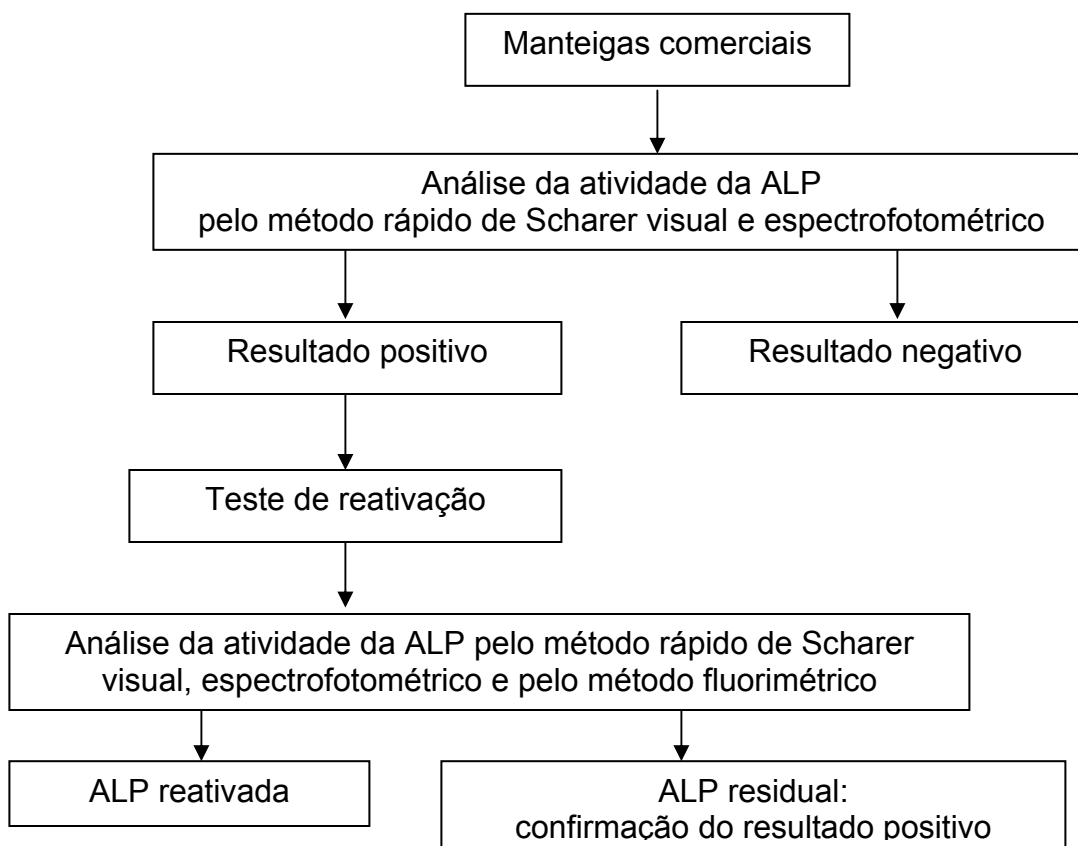 Manteigas comerciais
Análise da atividade da ALP
pelo método rápido de Scharer visual e espectrofotométrico
Resultado positivo
Resultado negativo
Teste de reativação
Análise da atividade da ALP pelo método rápido de Scharer
visual, espectrofotométrico e pelo método fluorimétrico
ALP reativada
ALP residual:
confirmação do resultado positivo